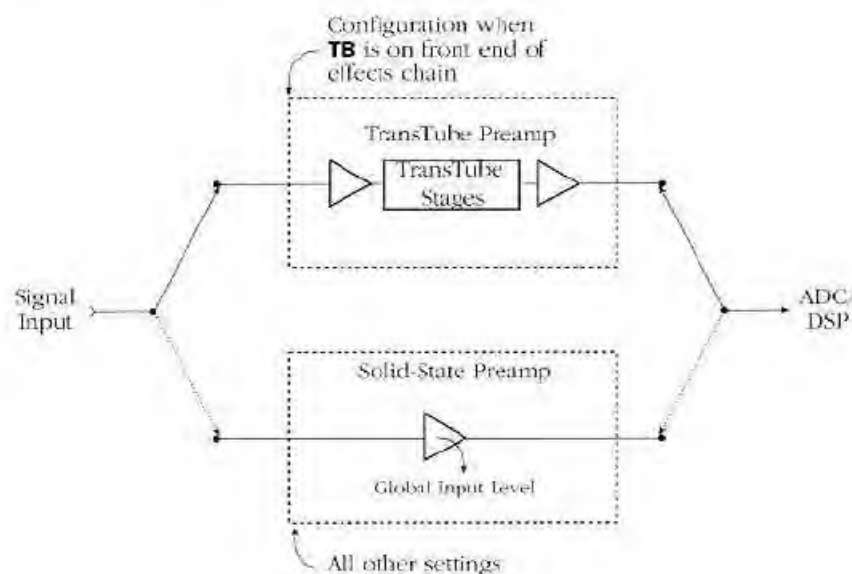 Configuration when
TB is on front end of
effects chain
TransTube Preamp
TransTube
Stages
Signal
Input
ADC/
DSP
Solid-State Preamp
Global Input Level
All other settings